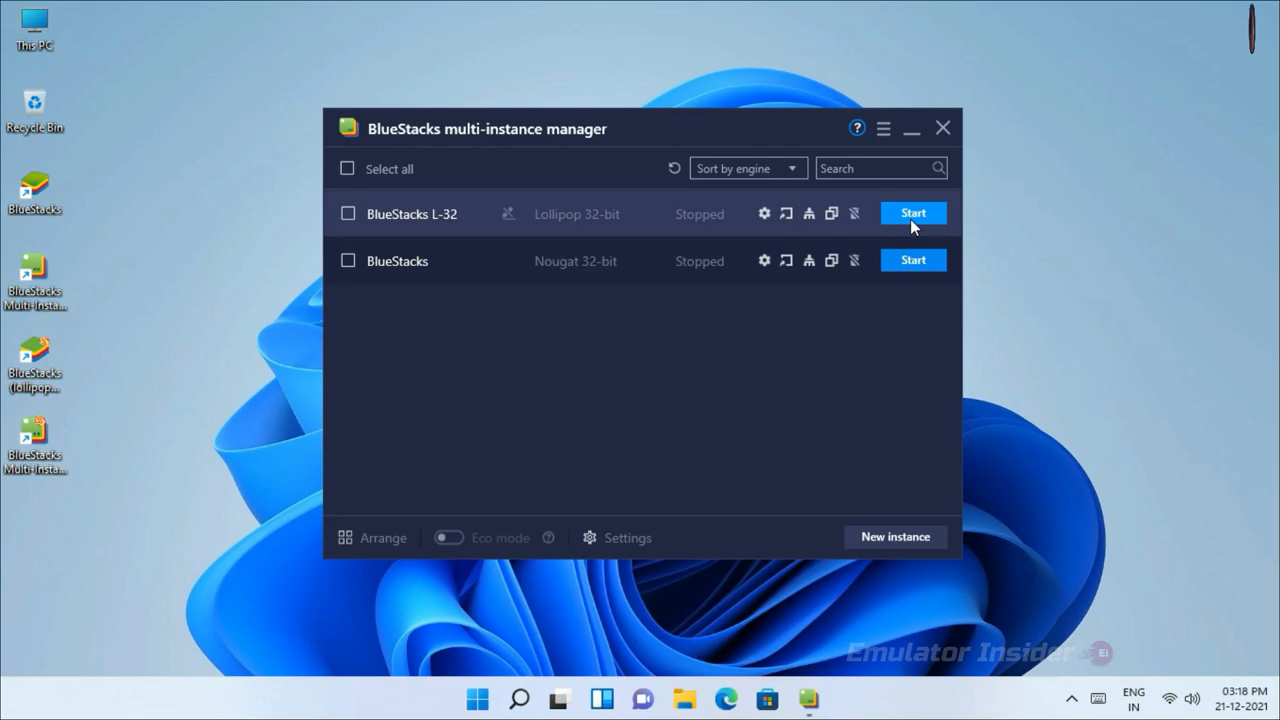 This PC
Recycle Bin
BlueStacks
BlueStacks
Multi-Insta...
BlueStacks
(lollipop...
BlueStacks
Multi-Insta...
BlueStacks multi-instance manager
?
Select all
Sort by engine
Search
BlueStacks L-32 Lollipop 32-bit Stopped Start
BlueStacks Nougat 32-bit Stopped Start
Arrange
Eco mode
?
Settings
New instance
Emulator Insider
Ei
ENG
IN
03:18 PM
21-12-2021